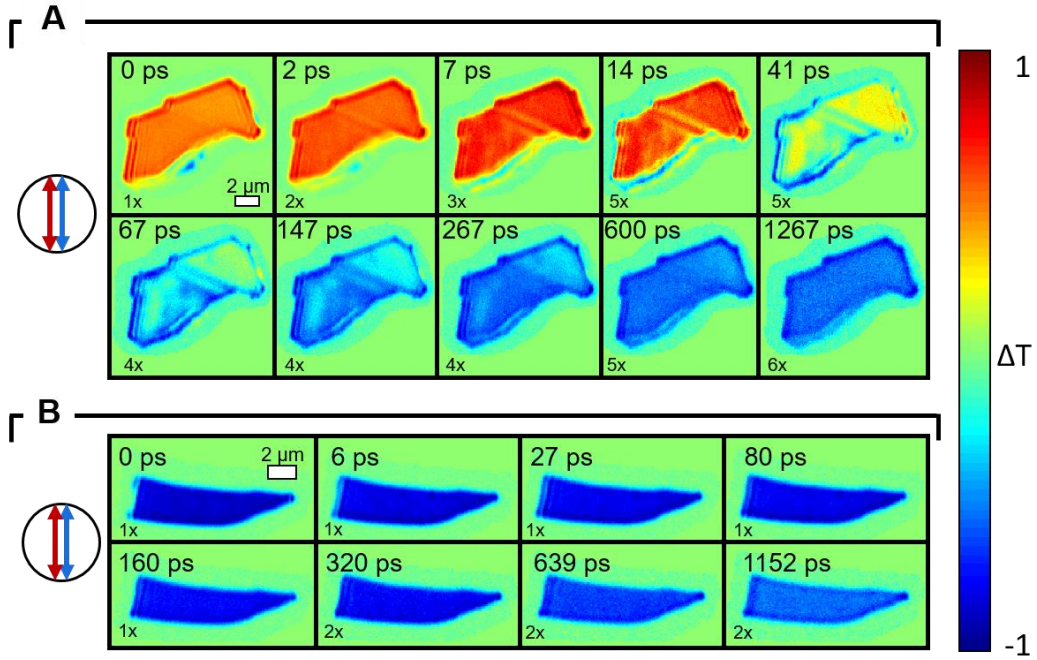 A
0 ps
2 ps
7 ps
14 ps
41 ps
2 µm
1x
2x
3x
5x
5x
67 ps
147 ps
267 ps
600 ps
1267 ps
4x
4x
4x
5x
6x
B
0 ps
6 ps
27 ps
80 ps
2 µm
1x
1x
1x
1x
160 ps
320 ps
639 ps
1152 ps
1x
2x
2x
2x
1
ΔT
-1